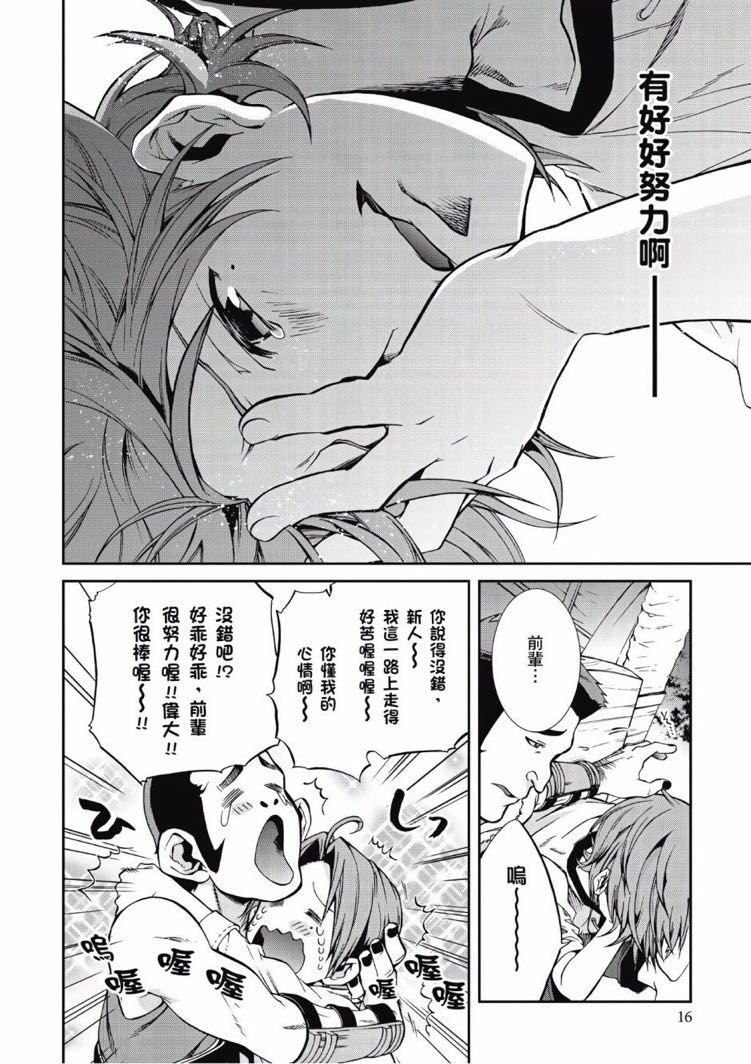 有好好努力啊——
前輩…
嗚～～～
你說得沒錯，
新人～
我這一路上走得
好苦喔喔喔～
你懂我的
心情啊～
沒錯吧!?
好乖好乖，前輩
很努力喔!!偉大!!
你很棒喔～～!!
ひしっ
嗚喔喔喔
喔喔
16